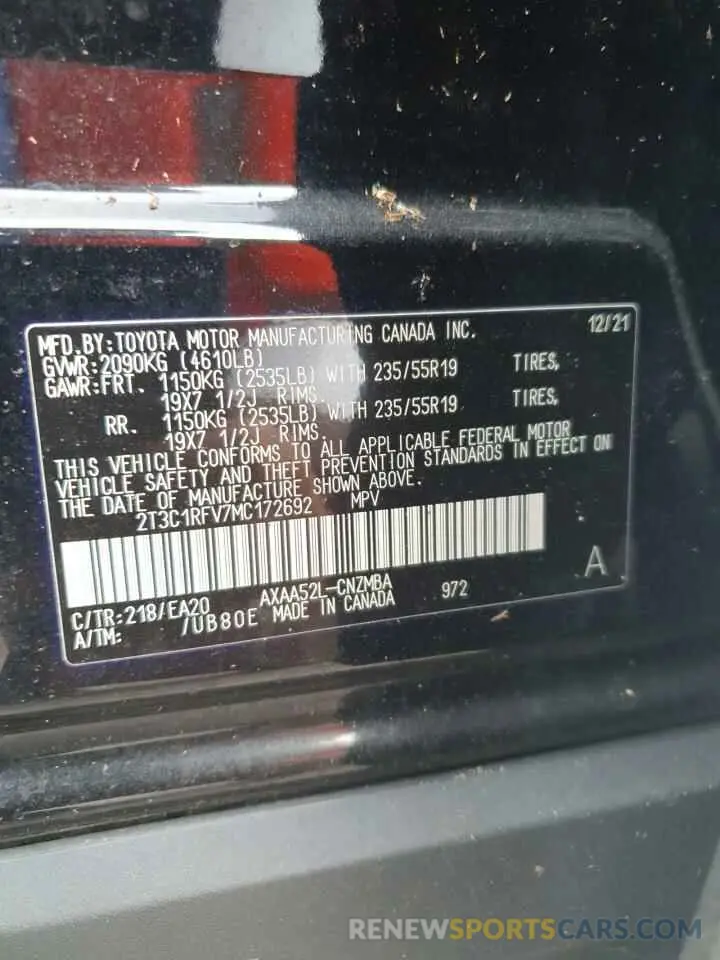 MFD.BY:TOYOTA MOTOR MANUFACTURING CANADA INC. 12/21
GVWR:2090KG (4610LB)
GAWR:FRT. 1150KG (2535LB) WITH 235/55R19 TIRES,
19X7 1/2J RIMS.
RR. 1150KG (2535LB) WITH 235/55R19 TIRES,
19X7 1/2J RIMS.
THIS VEHICLE CONFORMS TO ALL APPLICABLE FEDERAL MOTOR
VEHICLE SAFETY AND THEFT PREVENTION STANDARDS IN EFFECT ON
THE DATE OF MANUFACTURE SHOWN ABOVE.
2T3C1RFV7MC172692 MPV
A
AXAA52L-CNZMBA 972
C/TR:218/EA20 MADE IN CANADA
A/TM: /UB80E
RENEWSPORTSCARS.COM